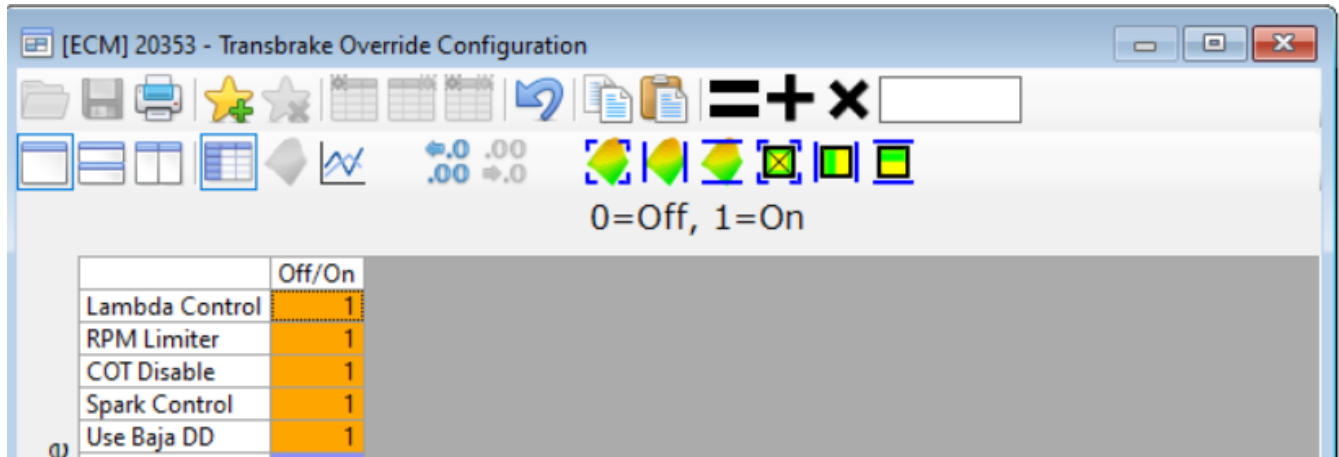 [ECM] 20353 - Transbrake Override Configuration
.0 .00
.00 .0
0=Off, 1=On
Off/On
Lambda Control 1
RPM Limiter 1
COT Disable 1
Spark Control 1
Use Baja DD 1